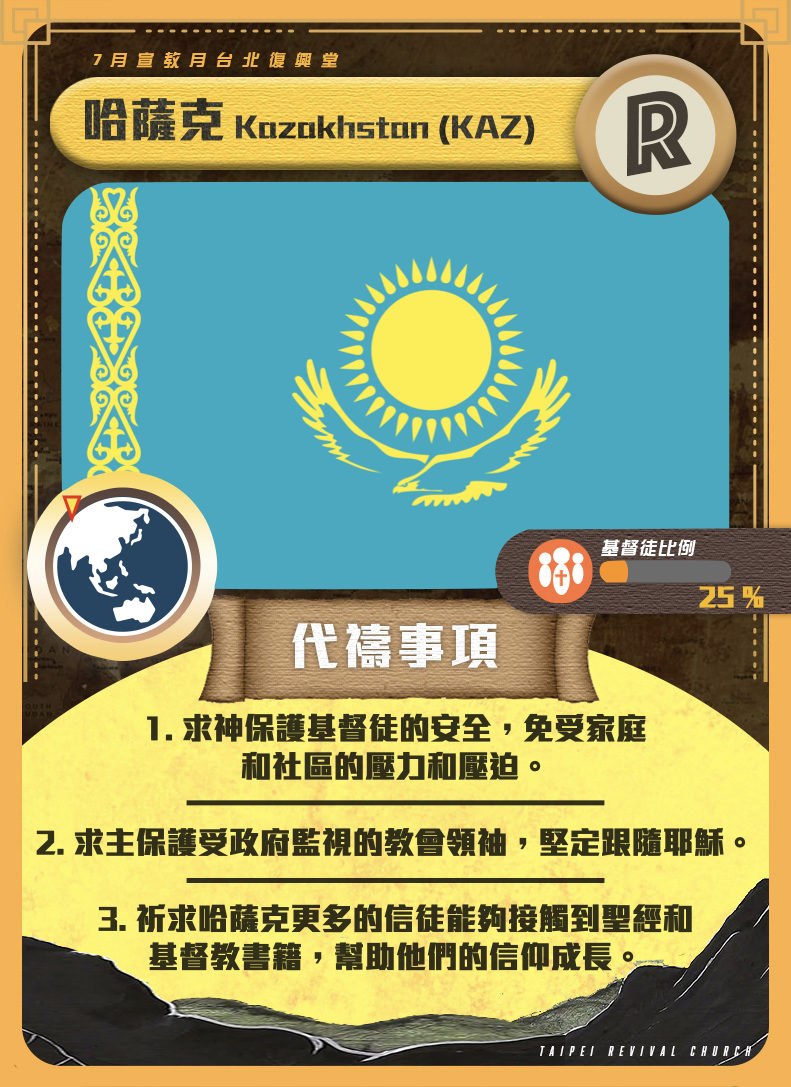 7月宣教月台北復興堂
哈薩克 Kazakhstan (KAZ)
R
基督徒比例
25 %
代禱事項
1. 求神保護基督徒的安全，免受家庭
和社區的壓力和壓迫。
2. 求主保護受政府監視的教會領袖，堅定跟隨耶穌。
3. 祈求哈薩克更多的信徒能夠接觸到聖經和
基督教書籍，幫助他們的信仰成長。
TAIPEI REVIVAL CHURCH